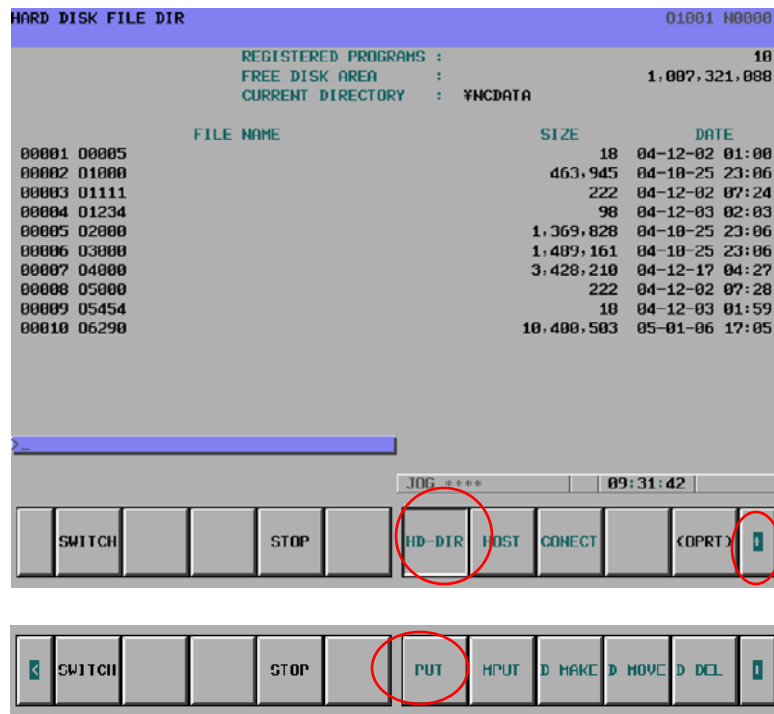 HARD DISK FILE DIR O1001 N0000
REGISTERED PROGRAMS : 10
FREE DISK AREA : 1,007,321,088
CURRENT DIRECTORY : ¥NCDATA
FILE NAME SIZE DATE
00001 O0005 18 04-12-02 01:00
00002 O1000 463,945 04-10-25 23:06
00003 O1111 222 04-12-02 07:24
00004 O1234 98 04-12-03 02:03
00005 O2000 1,369,828 04-10-25 23:06
00006 O3000 1,489,161 04-10-25 23:06
00007 O4000 3,428,210 04-12-17 04:27
00008 O5000 222 04-12-02 07:28
00009 O5454 18 04-12-03 01:59
00010 O6290 10,400,503 05-01-06 17:05
>_
JOG **** 09:31:42
SWITCH STOP HD-DIR HOST CONECT (OPRT) +
< SWITCH STOP PUT MPUT D MAKE D MOVE D DEL